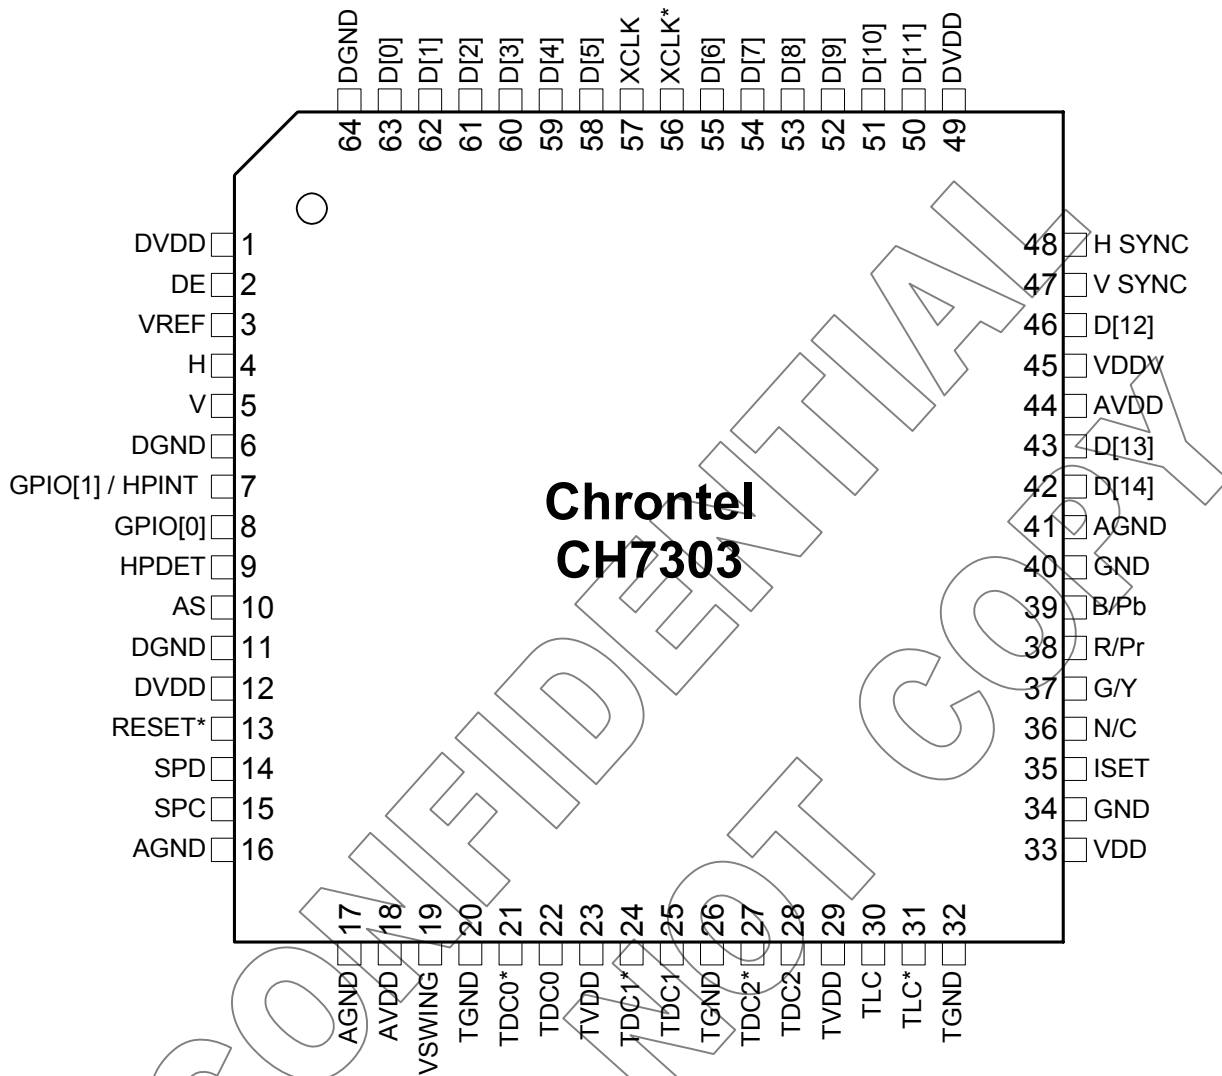 DGND
D[0]
D[1]
D[2]
D[3]
D[4]
D[5]
XCLK
XCLK*
D[6]
D[7]
D[8]
D[9]
D[10]
D[11]
DVDD
64 63 62 61 60 59 58 57 56 55 54 53 52 51 50 49
DVDD 1
DE 2
VREF 3
H 4
V 5
DGND 6
GPIO[1] / HPINT 7
GPIO[0] 8
HPDET 9
AS 10
DGND 11
DVDD 12
RESET* 13
SPD 14
SPC 15
AGND 16
Chrontel
CH7303
48 H SYNC
47 V SYNC
46 D[12]
45 VDDV
44 AVDD
43 D[13]
42 D[14]
41 AGND
40 GND
39 B/Pb
38 R/Pr
37 G/Y
36 N/C
35 ISET
34 GND
33 VDD
17 18 19 20 21 22 23 24 25 26 27 28 29 30 31 32
AGND
AVDD
VSWING
TGND
TDC0*
TDC0
TVDD
TDC1*
TDC1
TGND
TDC2*
TDC2
TVDD
TLC
TLC*
TGND
CONFIDENTIAL
NOT COPY